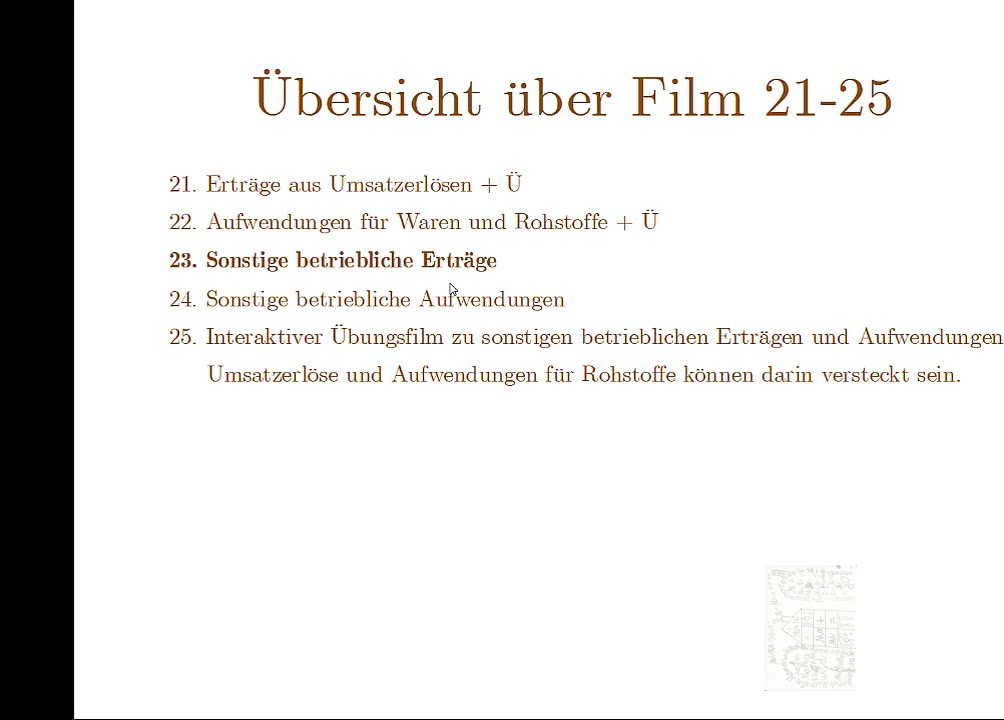 Übersicht über Film 21-25
21. Erträge aus Umsatzerlösen + Ü
22. Aufwendungen für Waren und Rohstoffe + Ü
23. Sonstige betriebliche Erträge
24. Sonstige betriebliche Aufwendungen
25. Interaktiver Übungsfilm zu sonstigen betrieblichen Erträgen und Aufwendungen
Umsatzerlöse und Aufwendungen für Rohstoffe können darin versteckt sein.